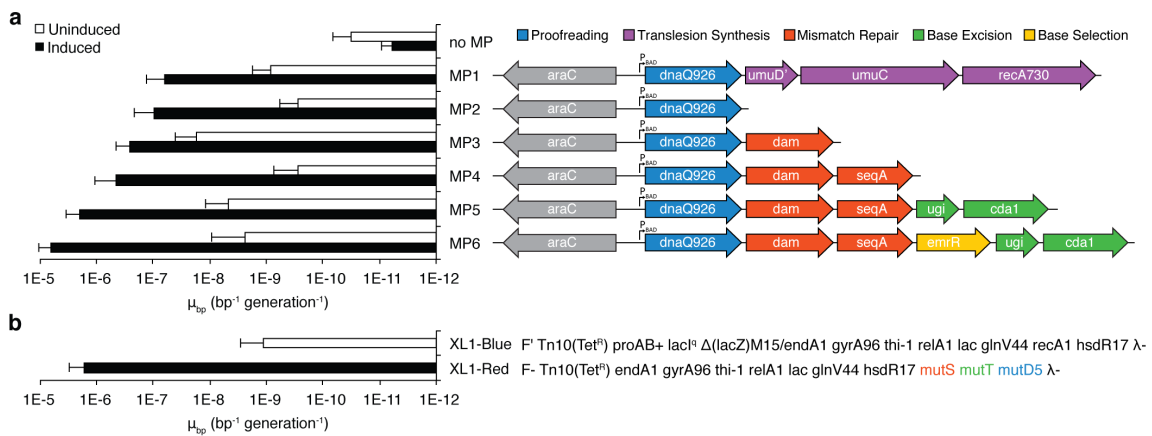 a
Uninduced
Induced
no MP
Proofreading Translesion Synthesis Mismatch Repair Base Excision Base Selection
MP1 araC PBAD dnaQ926 umuD' umuC recA730
MP2 araC PBAD dnaQ926
MP3 araC PBAD dnaQ926 dam
MP4 araC PBAD dnaQ926 dam seqA
MP5 araC PBAD dnaQ926 dam seqA ugi cda1
MP6 araC PBAD dnaQ926 dam seqA emrR ugi cda1
1E-5 1E-6 1E-7 1E-8 1E-9 1E-10 1E-11 1E-12
μbp (bp-1 generation-1)
b
XL1-Blue F' Tn10(TetR) proAB+ lacIq Δ(lacZ)M15/endA1 gyrA96 thi-1 relA1 lac glnV44 recA1 hsdR17 λ-
XL1-Red F- Tn10(TetR) endA1 gyrA96 thi-1 relA1 lac glnV44 hsdR17 mutS mutT mutD5 λ-
1E-5 1E-6 1E-7 1E-8 1E-9 1E-10 1E-11 1E-12
μbp (bp-1 generation-1)